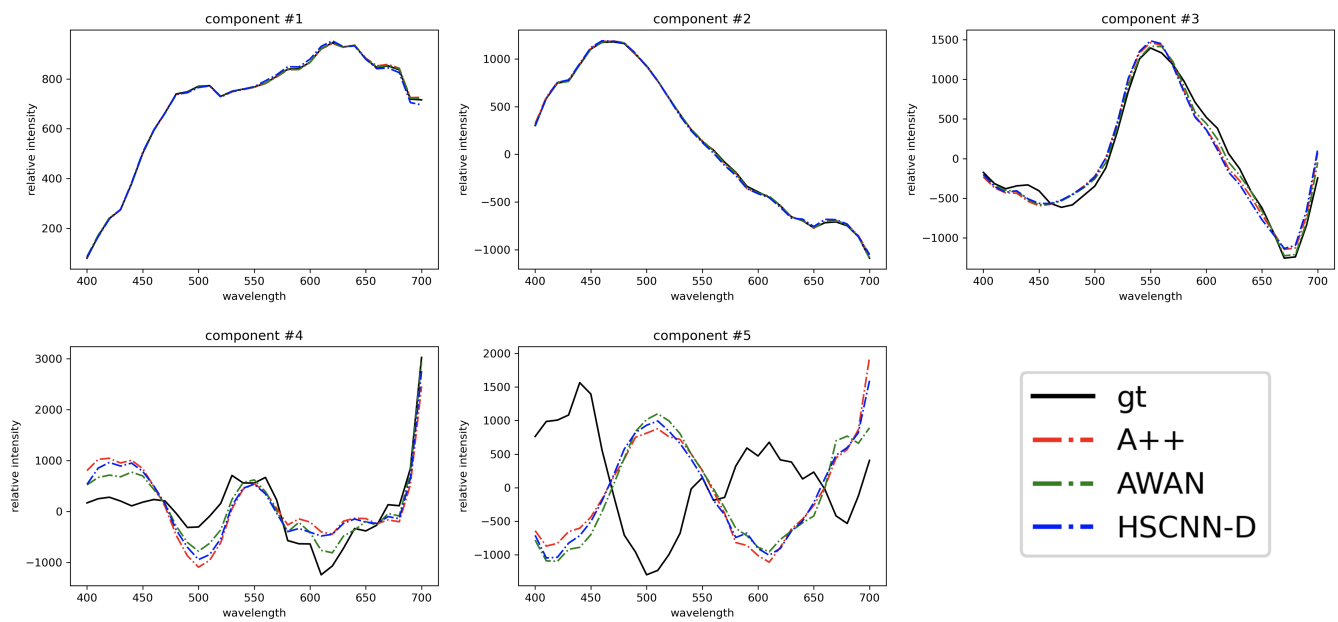 component #1
component #2
component #3
relative intensity
800
600
400
200
400 450 500 550 600 650 700
wavelength
relative intensity
1000
500
0
−500
−1000
400 450 500 550 600 650 700
wavelength
relative intensity
1500
1000
500
0
−500
−1000
400 450 500 550 600 650 700
wavelength
component #4
component #5
relative intensity
3000
2000
1000
0
−1000
400 450 500 550 600 650 700
wavelength
relative intensity
2000
1500
1000
500
0
−500
−1000
400 450 500 550 600 650 700
wavelength
gt
A++
AWAN
HSCNN-D